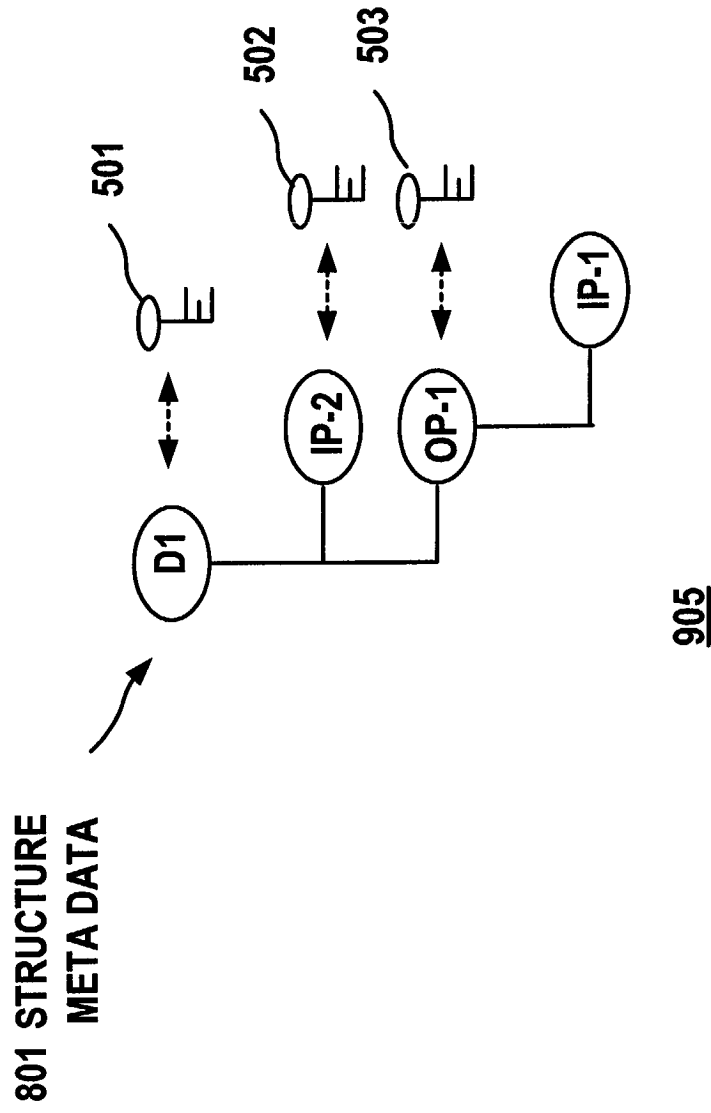 801 STRUCTURE
META DATA
D1
501
IP-2
502
OP-1
503
IP-1
905